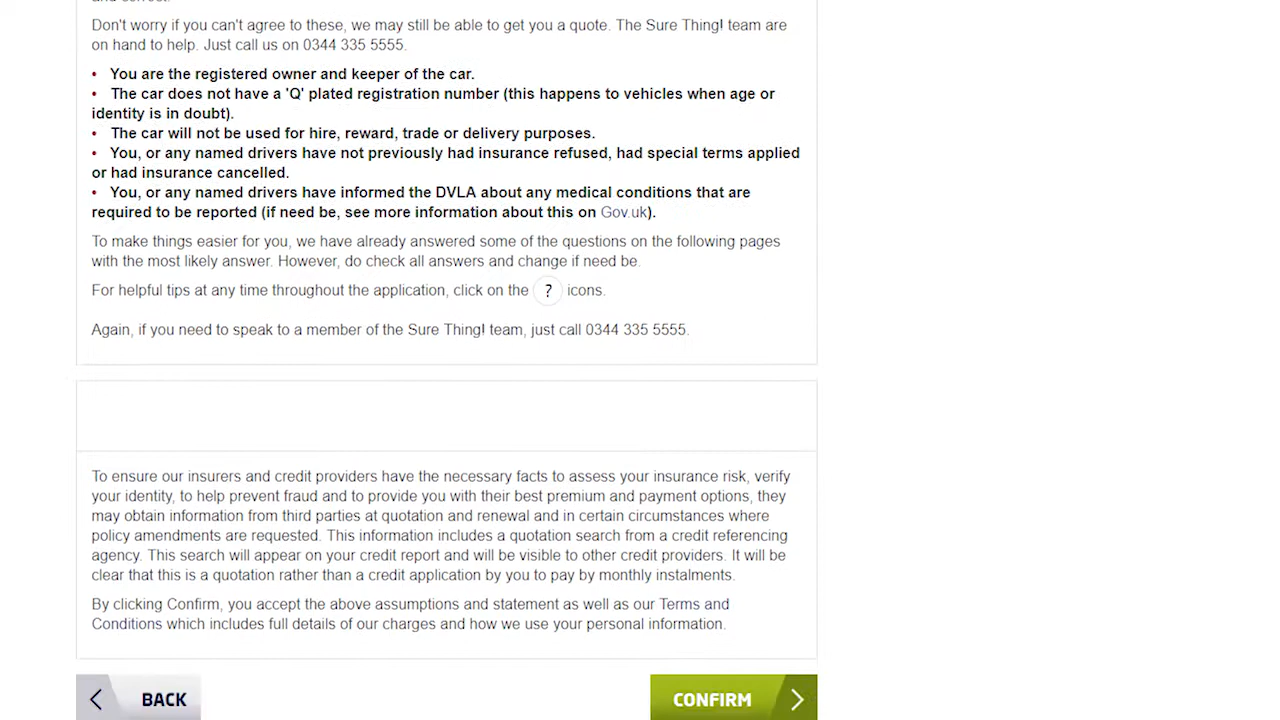 and correct.
Don't worry if you can't agree to these, we may still be able to get you a quote. The Sure Thing! team are
on hand to help. Just call us on 0344 335 5555.
• You are the registered owner and keeper of the car.
• The car does not have a 'Q' plated registration number (this happens to vehicles when age or
identity is in doubt).
• The car will not be used for hire, reward, trade or delivery purposes.
• You, or any named drivers have not previously had insurance refused, had special terms applied
or had insurance cancelled.
• You, or any named drivers have informed the DVLA about any medical conditions that are
required to be reported (if need be, see more information about this on Gov.uk).
To make things easier for you, we have already answered some of the questions on the following pages
with the most likely answer. However, do check all answers and change if need be.
For helpful tips at any time throughout the application, click on the ? icons.
Again, if you need to speak to a member of the Sure Thing! team, just call 0344 335 5555.
To ensure our insurers and credit providers have the necessary facts to assess your insurance risk, verify
your identity, to help prevent fraud and to provide you with their best premium and payment options, they
may obtain information from third parties at quotation and renewal and in certain circumstances where
policy amendments are requested. This information includes a quotation search from a credit referencing
agency. This search will appear on your credit report and will be visible to other credit providers. It will be
clear that this is a quotation rather than a credit application by you to pay by monthly instalments.
By clicking Confirm, you accept the above assumptions and statement as well as our Terms and
Conditions which includes full details of our charges and how we use your personal information.
BACK
CONFIRM